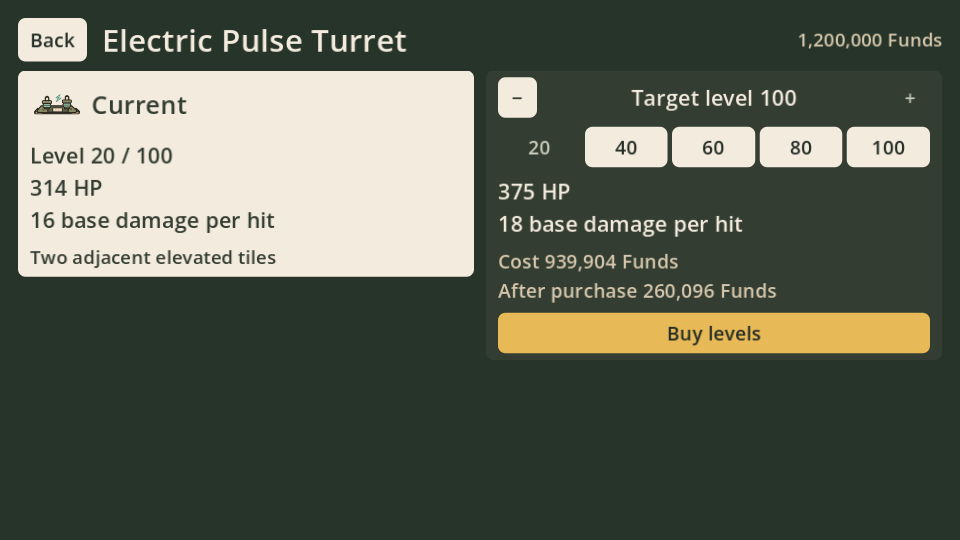 Back
Electric Pulse Turret
1,200,000 Funds
Current
Level 20 / 100
314 HP
16 base damage per hit
Two adjacent elevated tiles
− Target level 100 +
20 40 60 80 100
375 HP
18 base damage per hit
Cost 939,904 Funds
After purchase 260,096 Funds
Buy levels